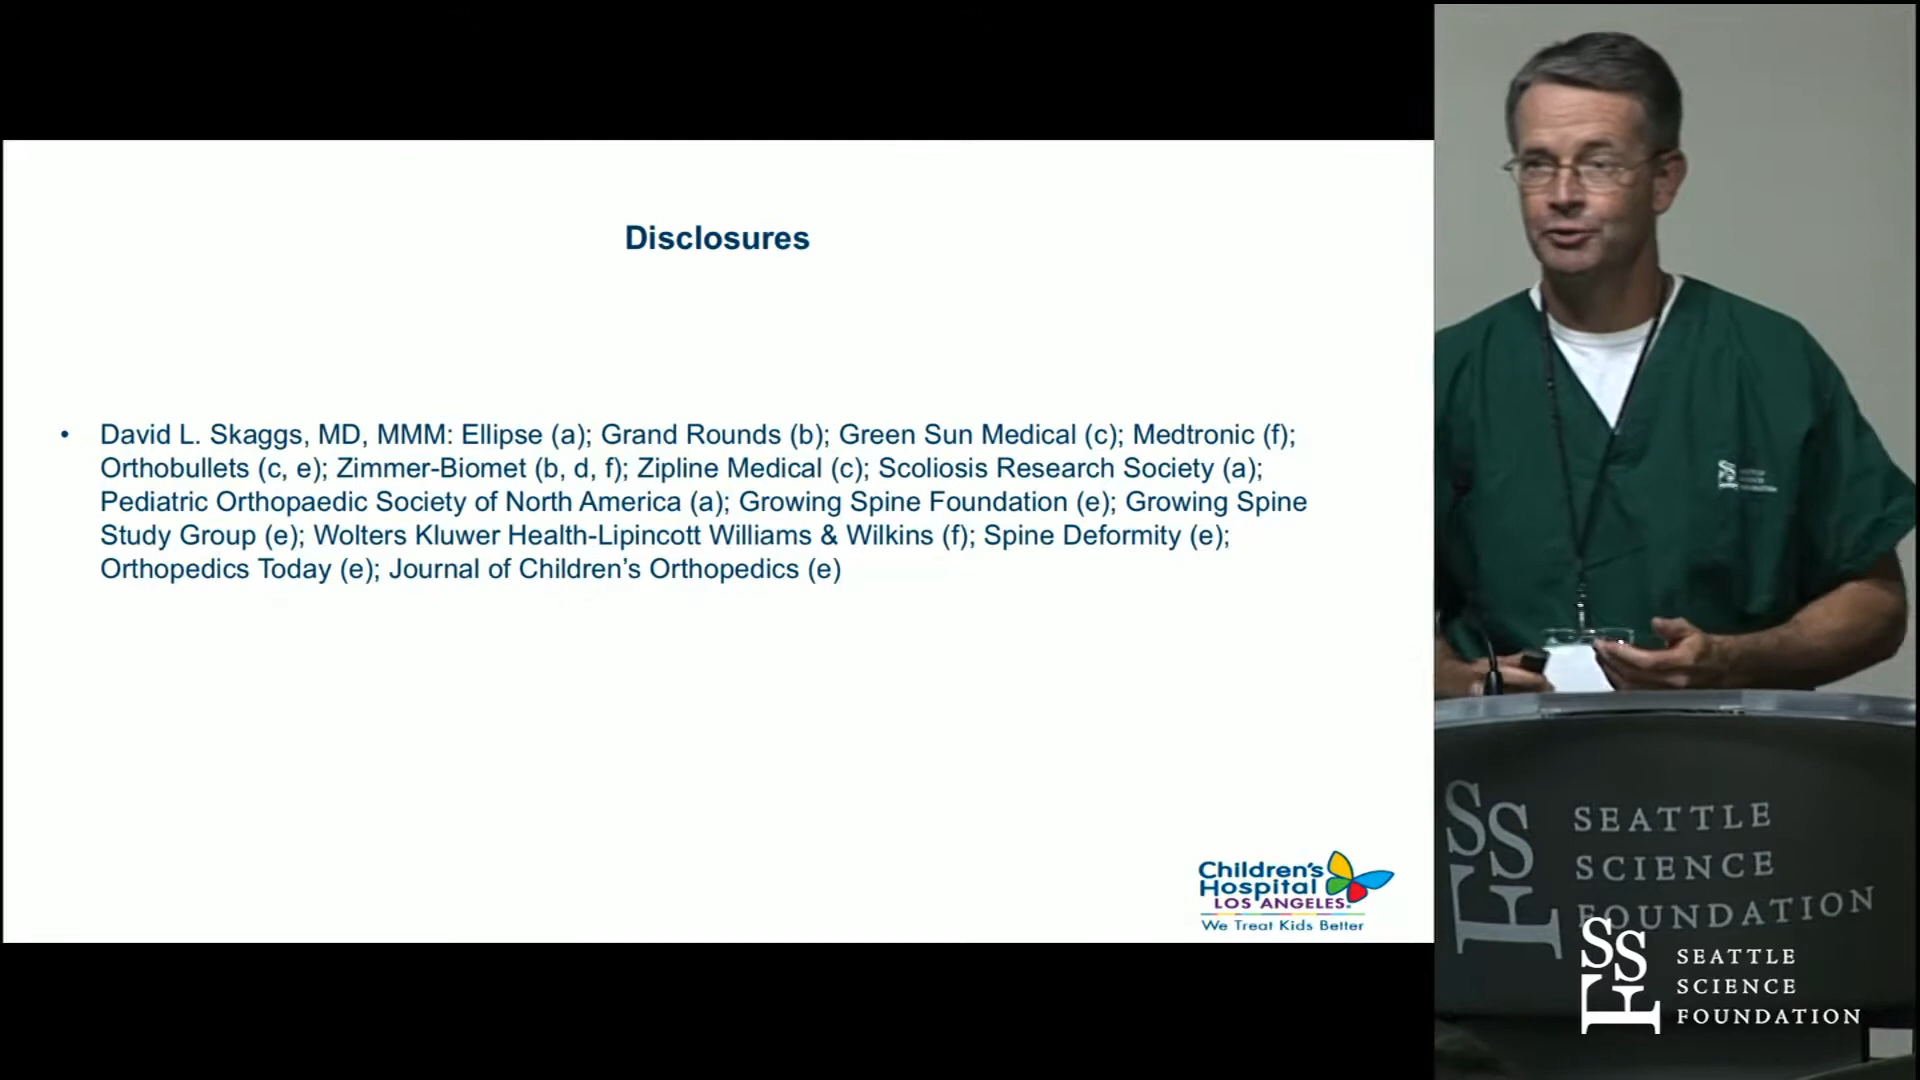 Disclosures
• David L. Skaggs, MD, MMM: Ellipse (a); Grand Rounds (b); Green Sun Medical (c); Medtronic (f);
Orthobullets (c, e); Zimmer-Biomet (b, d, f); Zipline Medical (c); Scoliosis Research Society (a);
Pediatric Orthopaedic Society of North America (a); Growing Spine Foundation (e); Growing Spine
Study Group (e); Wolters Kluwer Health-Lipincott Williams & Wilkins (f); Spine Deformity (e);
Orthopedics Today (e); Journal of Children’s Orthopedics (e)
Children's
Hospital
LOS ANGELES
We Treat Kids Better
SSF
SEATTLE
SCIENCE
FOUNDATION
SSF
SEATTLE
SCIENCE
FOUNDATION